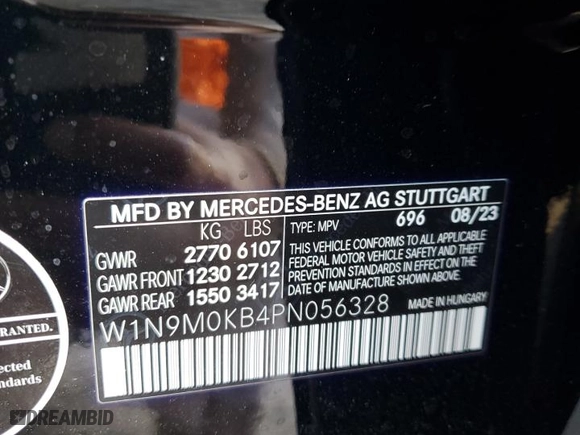 MFD BY MERCEDES-BENZ AG STUTTGART
KG LBS TYPE: MPV 696 08/23
GVWR 2770 6107
GAWR FRONT 1230 2712
GAWR REAR 1550 3417
THIS VEHICLE CONFORMS TO ALL APPLICABLE
FEDERAL MOTOR VEHICLE SAFETY AND THEFT
PREVENTION STANDARDS IN EFFECT ON THE
DATE OF MANUFACTURE SHOWN ABOVE
W1N9M0KB4PN056328 MADE IN HUNGARY
RANTED.
ected
andards
DREAMBID